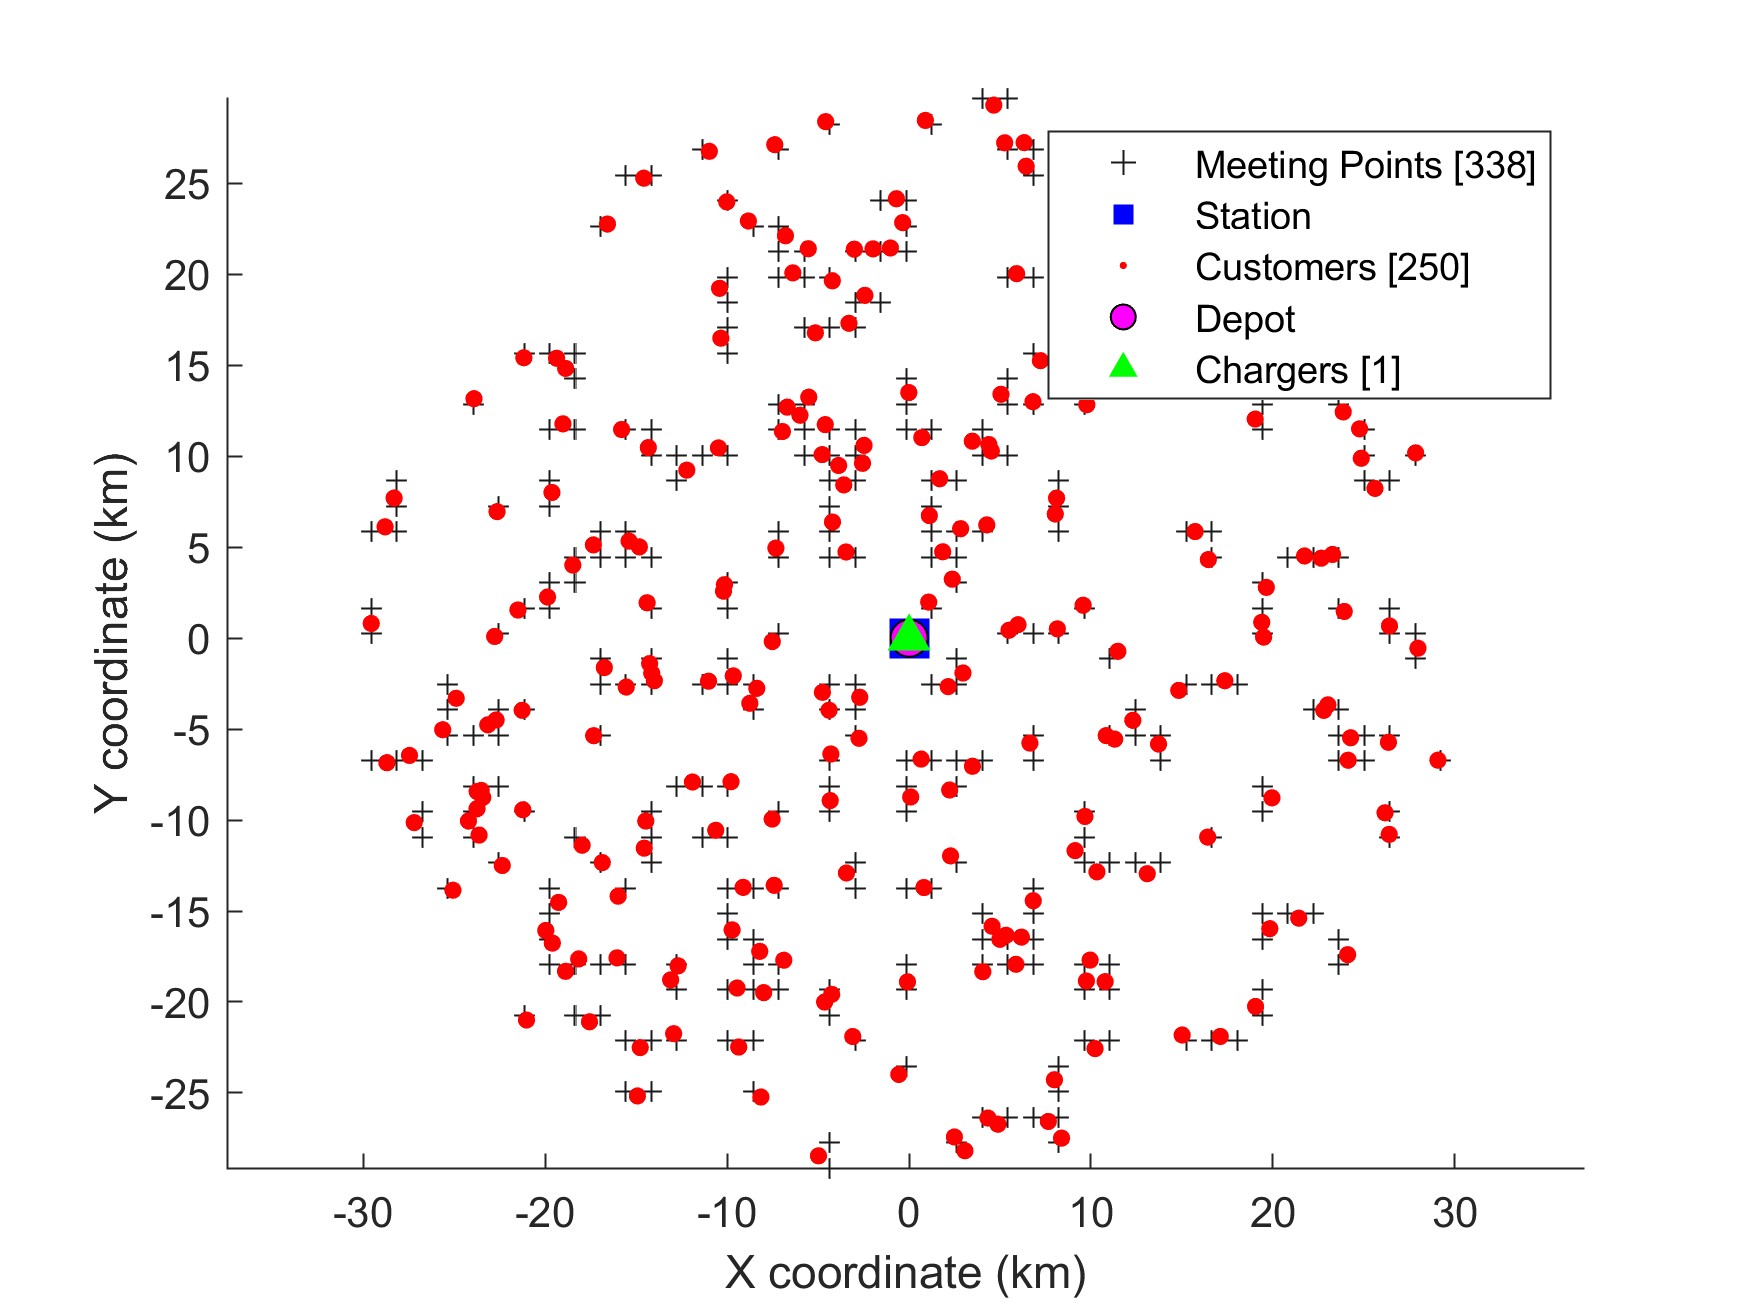 Meeting Points [338]
Station
Customers [250]
Depot
Chargers [1]
25
20
15
10
5
0
-5
-10
-15
-20
-25
Y coordinate (km)
-30 -20 -10 0 10 20 30
X coordinate (km)